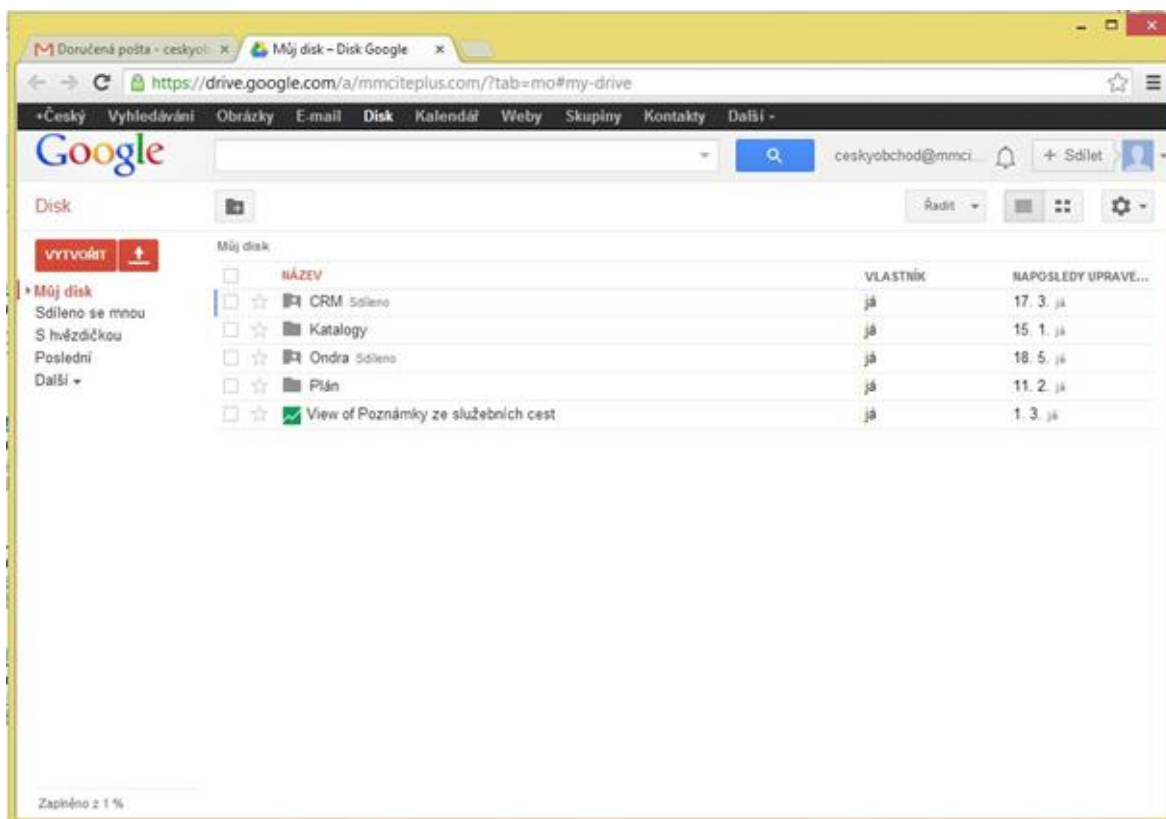 Doručená pošta - ceskyob Můj disk – Disk Google
https://drive.google.com/a/mmciteplus.com/?tab=mo#my-drive
+Český Vyhledávání Obrázky E-mail Disk Kalendář Weby Skupiny Kontakty Další
Google ceskyobchod@mmci... + Sdílet
Disk Řadit
VYTVOŘIT
Můj disk
NÁZEV VLASTNÍK NAPOSLEDY UPRAVE...
Můj disk
Sdíleno se mnou
S hvězdičkou
Poslední
Další
CRM Sdíleno já 17. 3. já
Katalogy já 15. 1. já
Ondra Sdíleno já 18. 5. já
Plán já 11. 2. já
View of Poznámky ze služebních cest já 1. 3. já
Zaplněno z 1 %